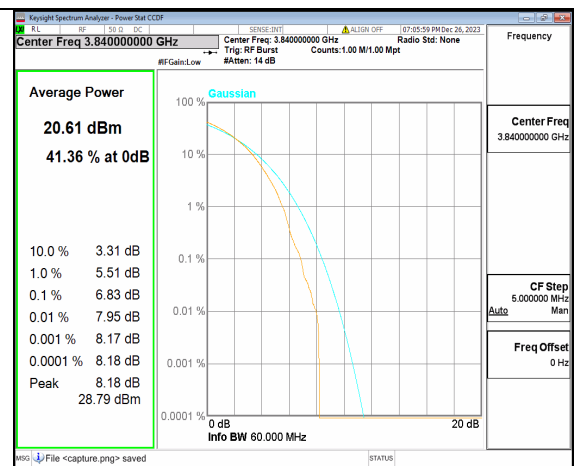 Keysight Spectrum Analyzer - Power Stat CCDF
LXI RL RF 50 Ω DC SENSE:INT ALIGN OFF 07:05:59 PM Dec 26, 2023
Center Freq 3.840000000 GHz
Center Freq: 3.840000000 GHz Radio Std: None
Trig: RF Burst Counts:1.00 M/1.00 Mpt
#IFGain:Low #Atten: 14 dB
Frequency
Average Power
20.61 dBm
41.36 % at 0dB
10.0 % 3.31 dB
1.0 % 5.51 dB
0.1 % 6.83 dB
0.01 % 7.95 dB
0.001 % 8.17 dB
0.0001 % 8.18 dB
Peak 8.18 dB
28.79 dBm
Gaussian
100 %
10 %
1 %
0.1 %
0.01 %
0.001 %
0.0001 %
0 dB 20 dB
Info BW 60.000 MHz
Center Freq
3.840000000 GHz
CF Step
5.000000 MHz
Auto Man
Freq Offset
0 Hz
MSG File <capture.png> saved STATUS